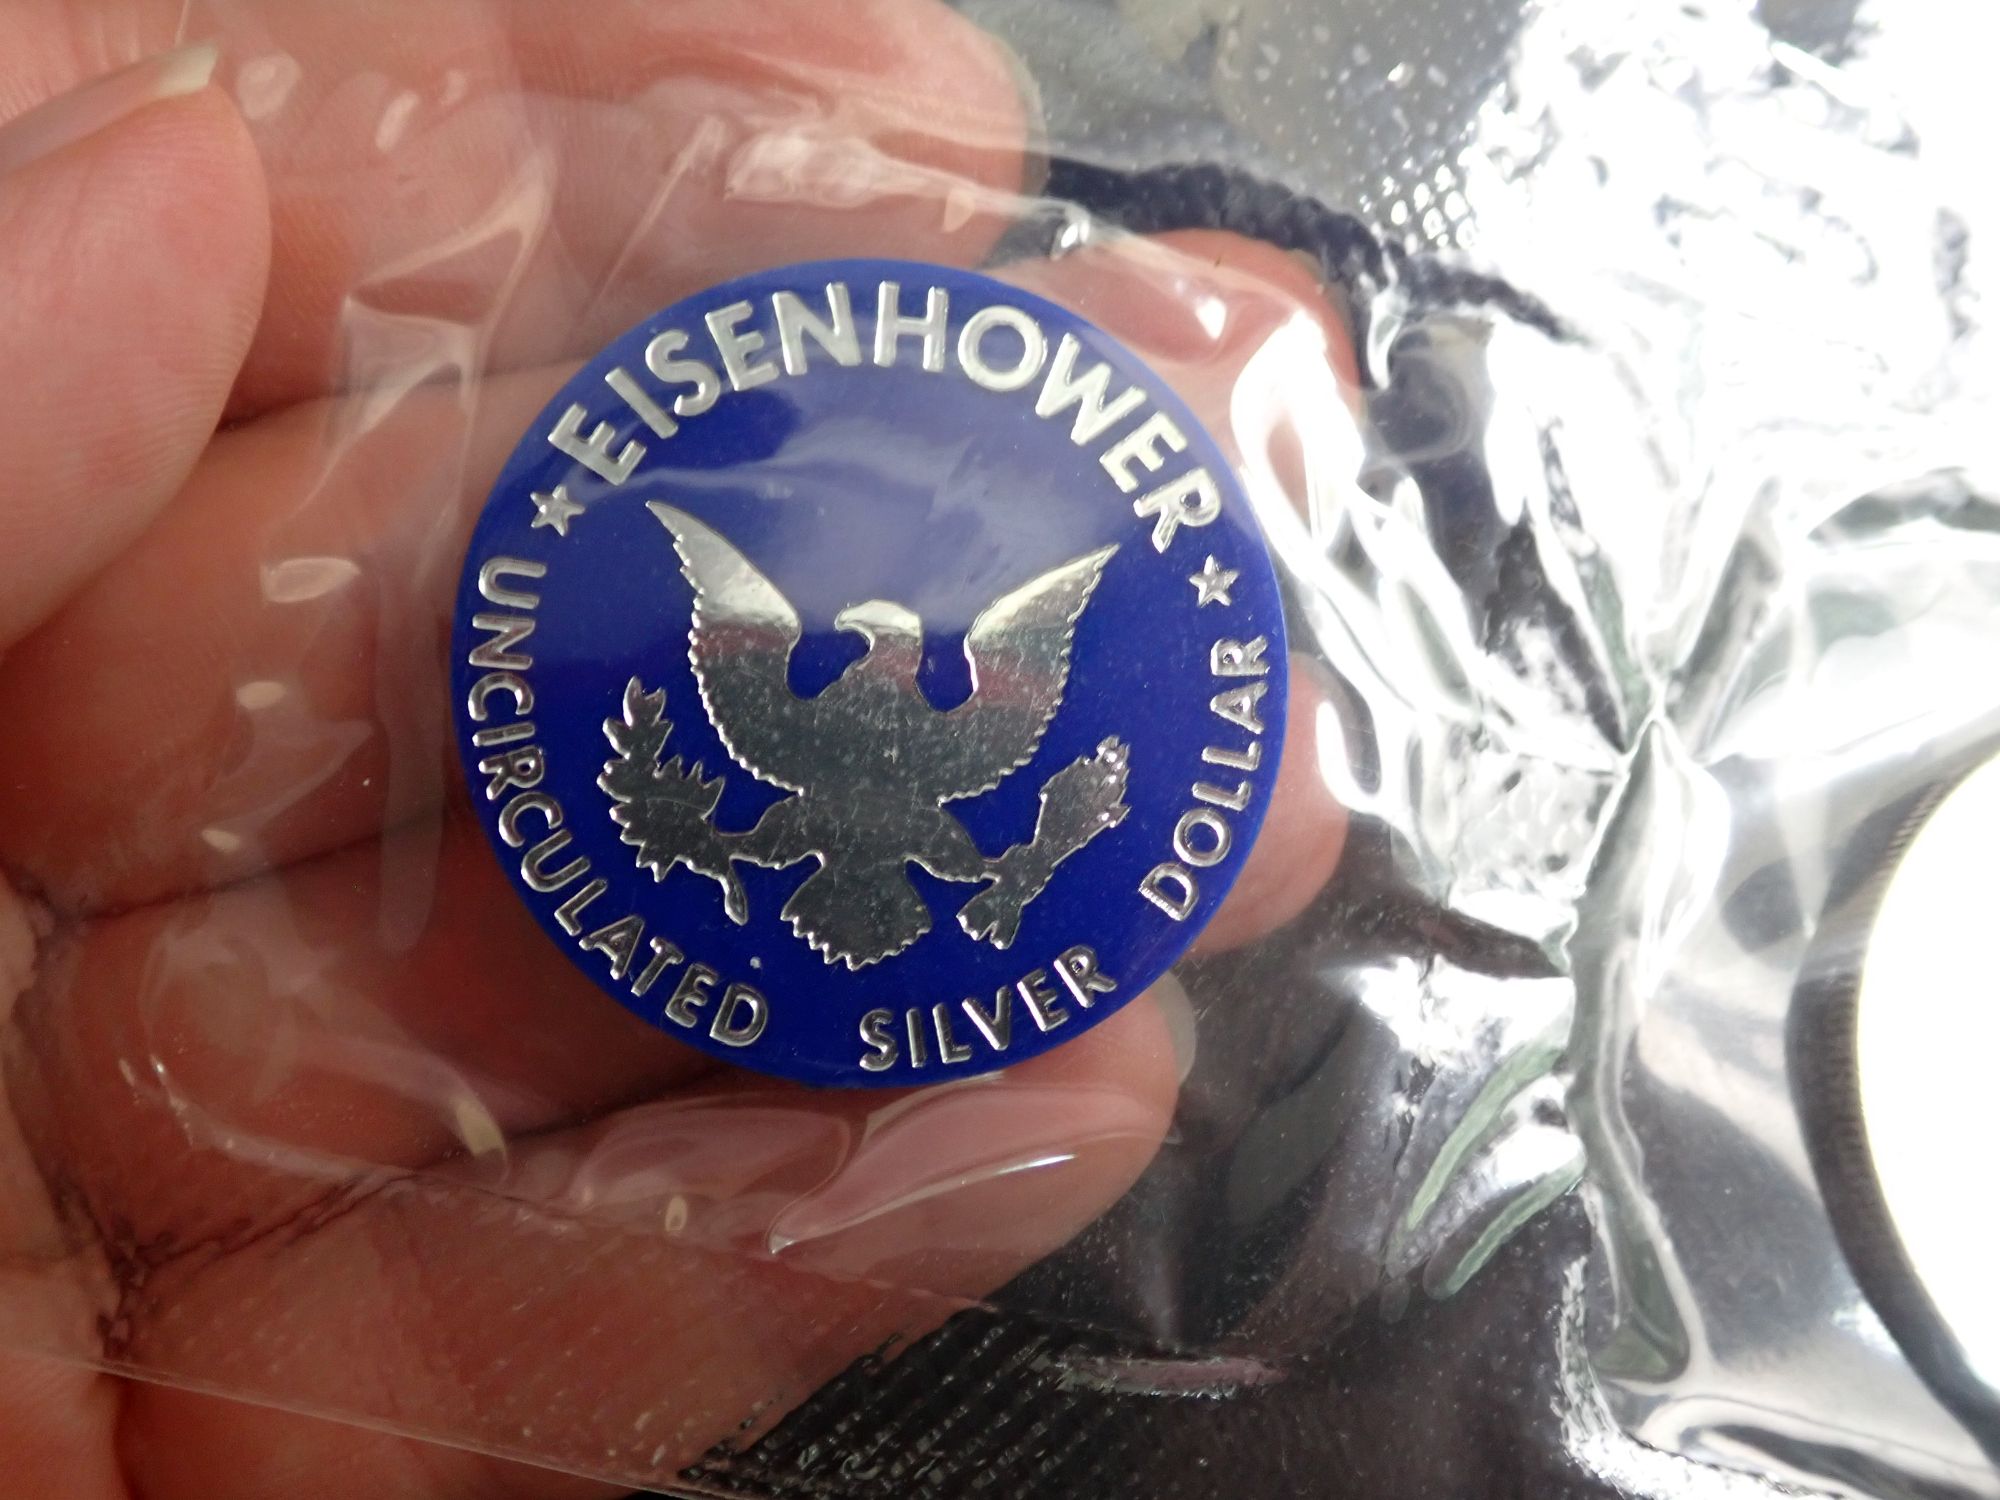 ★ EISENHOWER ★
UNCIRCULATED SILVER DOLLAR